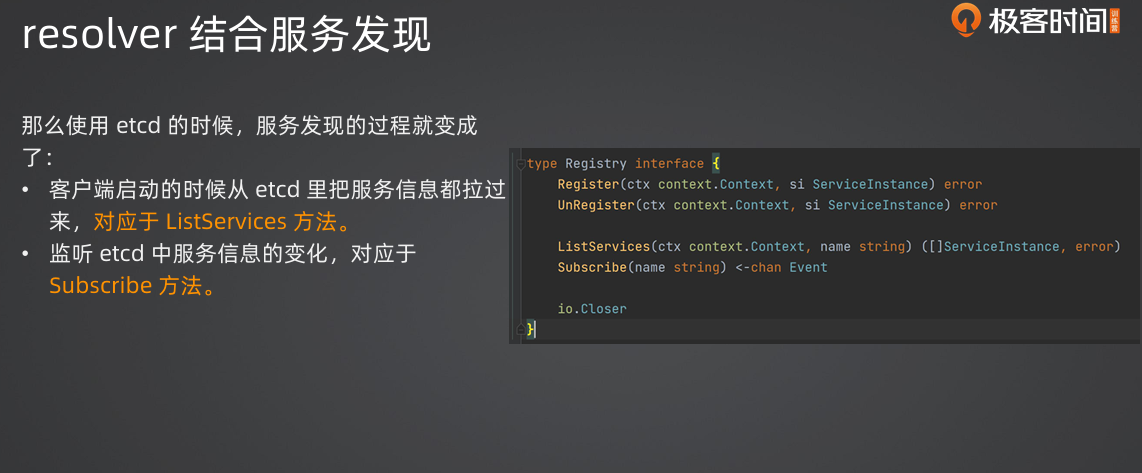 resolver 结合服务发现
极客时间
训练营
那么使用 etcd 的时候，服务发现的过程就变成
了：
• 客户端启动的时候从 etcd 里把服务信息都拉过
来，对应于 ListServices 方法。
• 监听 etcd 中服务信息的变化，对应于
Subscribe 方法。
type Registry interface {
Register(ctx context.Context, si ServiceInstance) error
UnRegister(ctx context.Context, si ServiceInstance) error
ListServices(ctx context.Context, name string) ([]ServiceInstance, error)
Subscribe(name string) <-chan Event
io.Closer
}